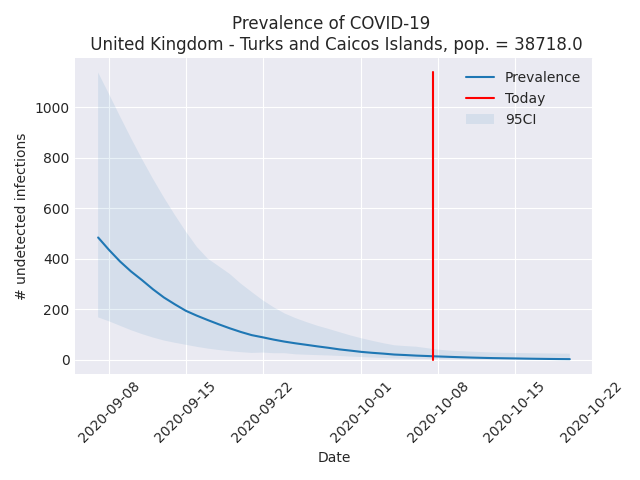 Prevalence of COVID-19
United Kingdom - Turks and Caicos Islands, pop. = 38718.0
Prevalence
Today
95CI
1000
800
600
400
200
0
# undetected infections
2020-09-08
2020-09-15
2020-09-22
2020-10-01
2020-10-08
2020-10-15
2020-10-22
Date